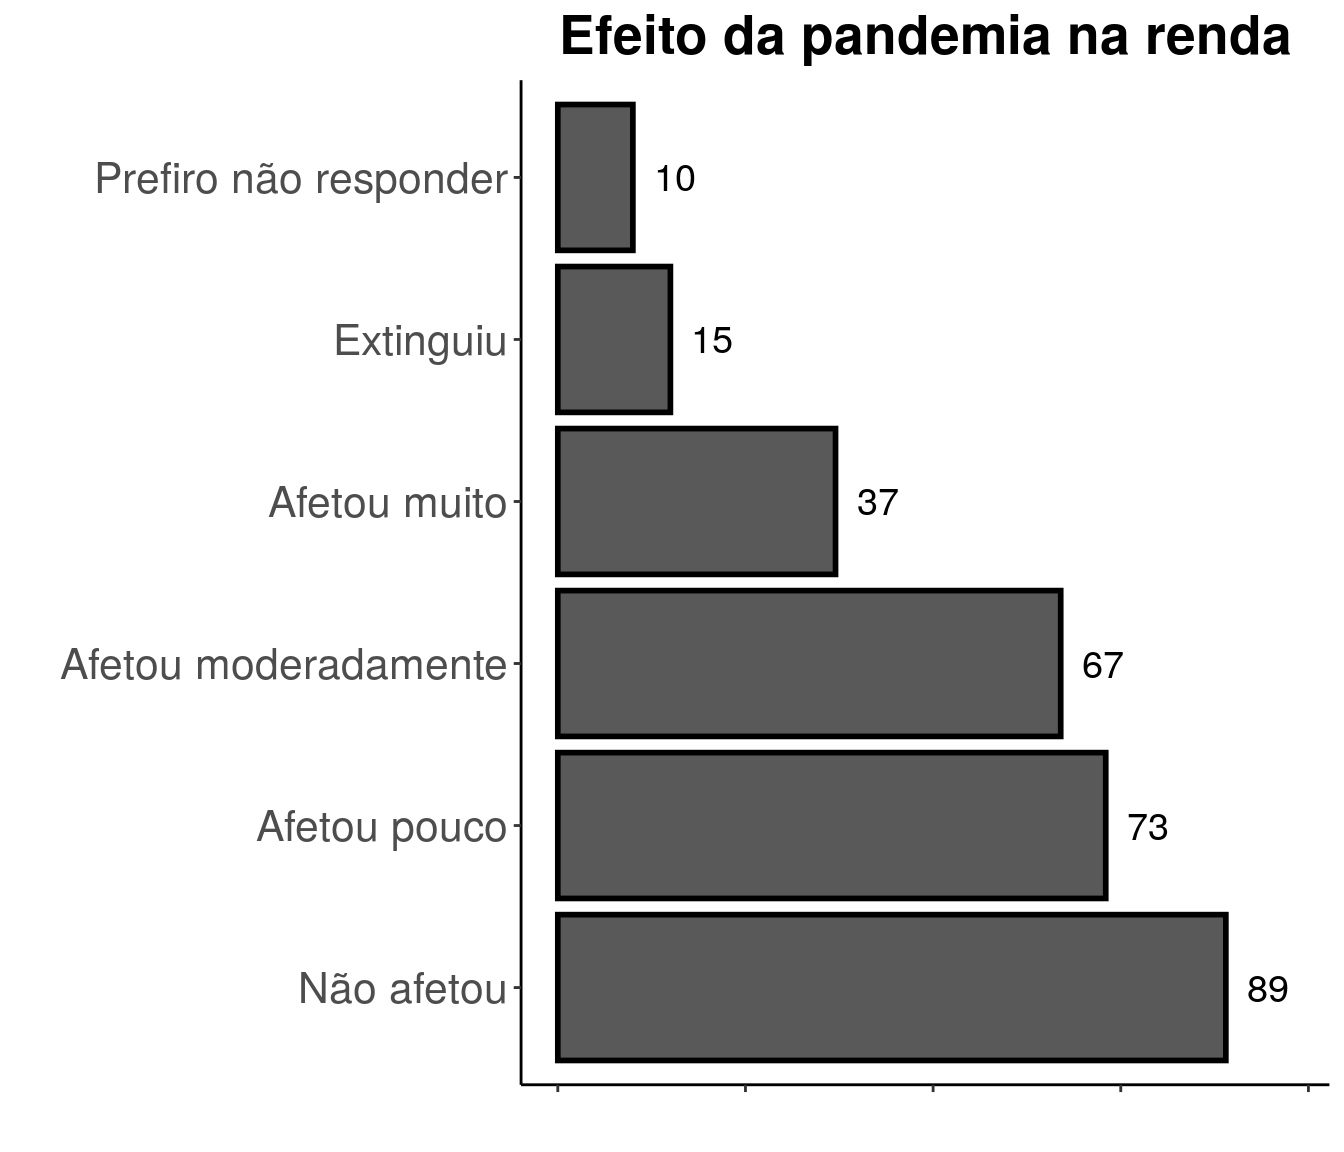 Efeito da pandemia na renda
Prefiro não responder 10
Extinguiu 15
Afetou muito 37
Afetou moderadamente 67
Afetou pouco 73
Não afetou 89